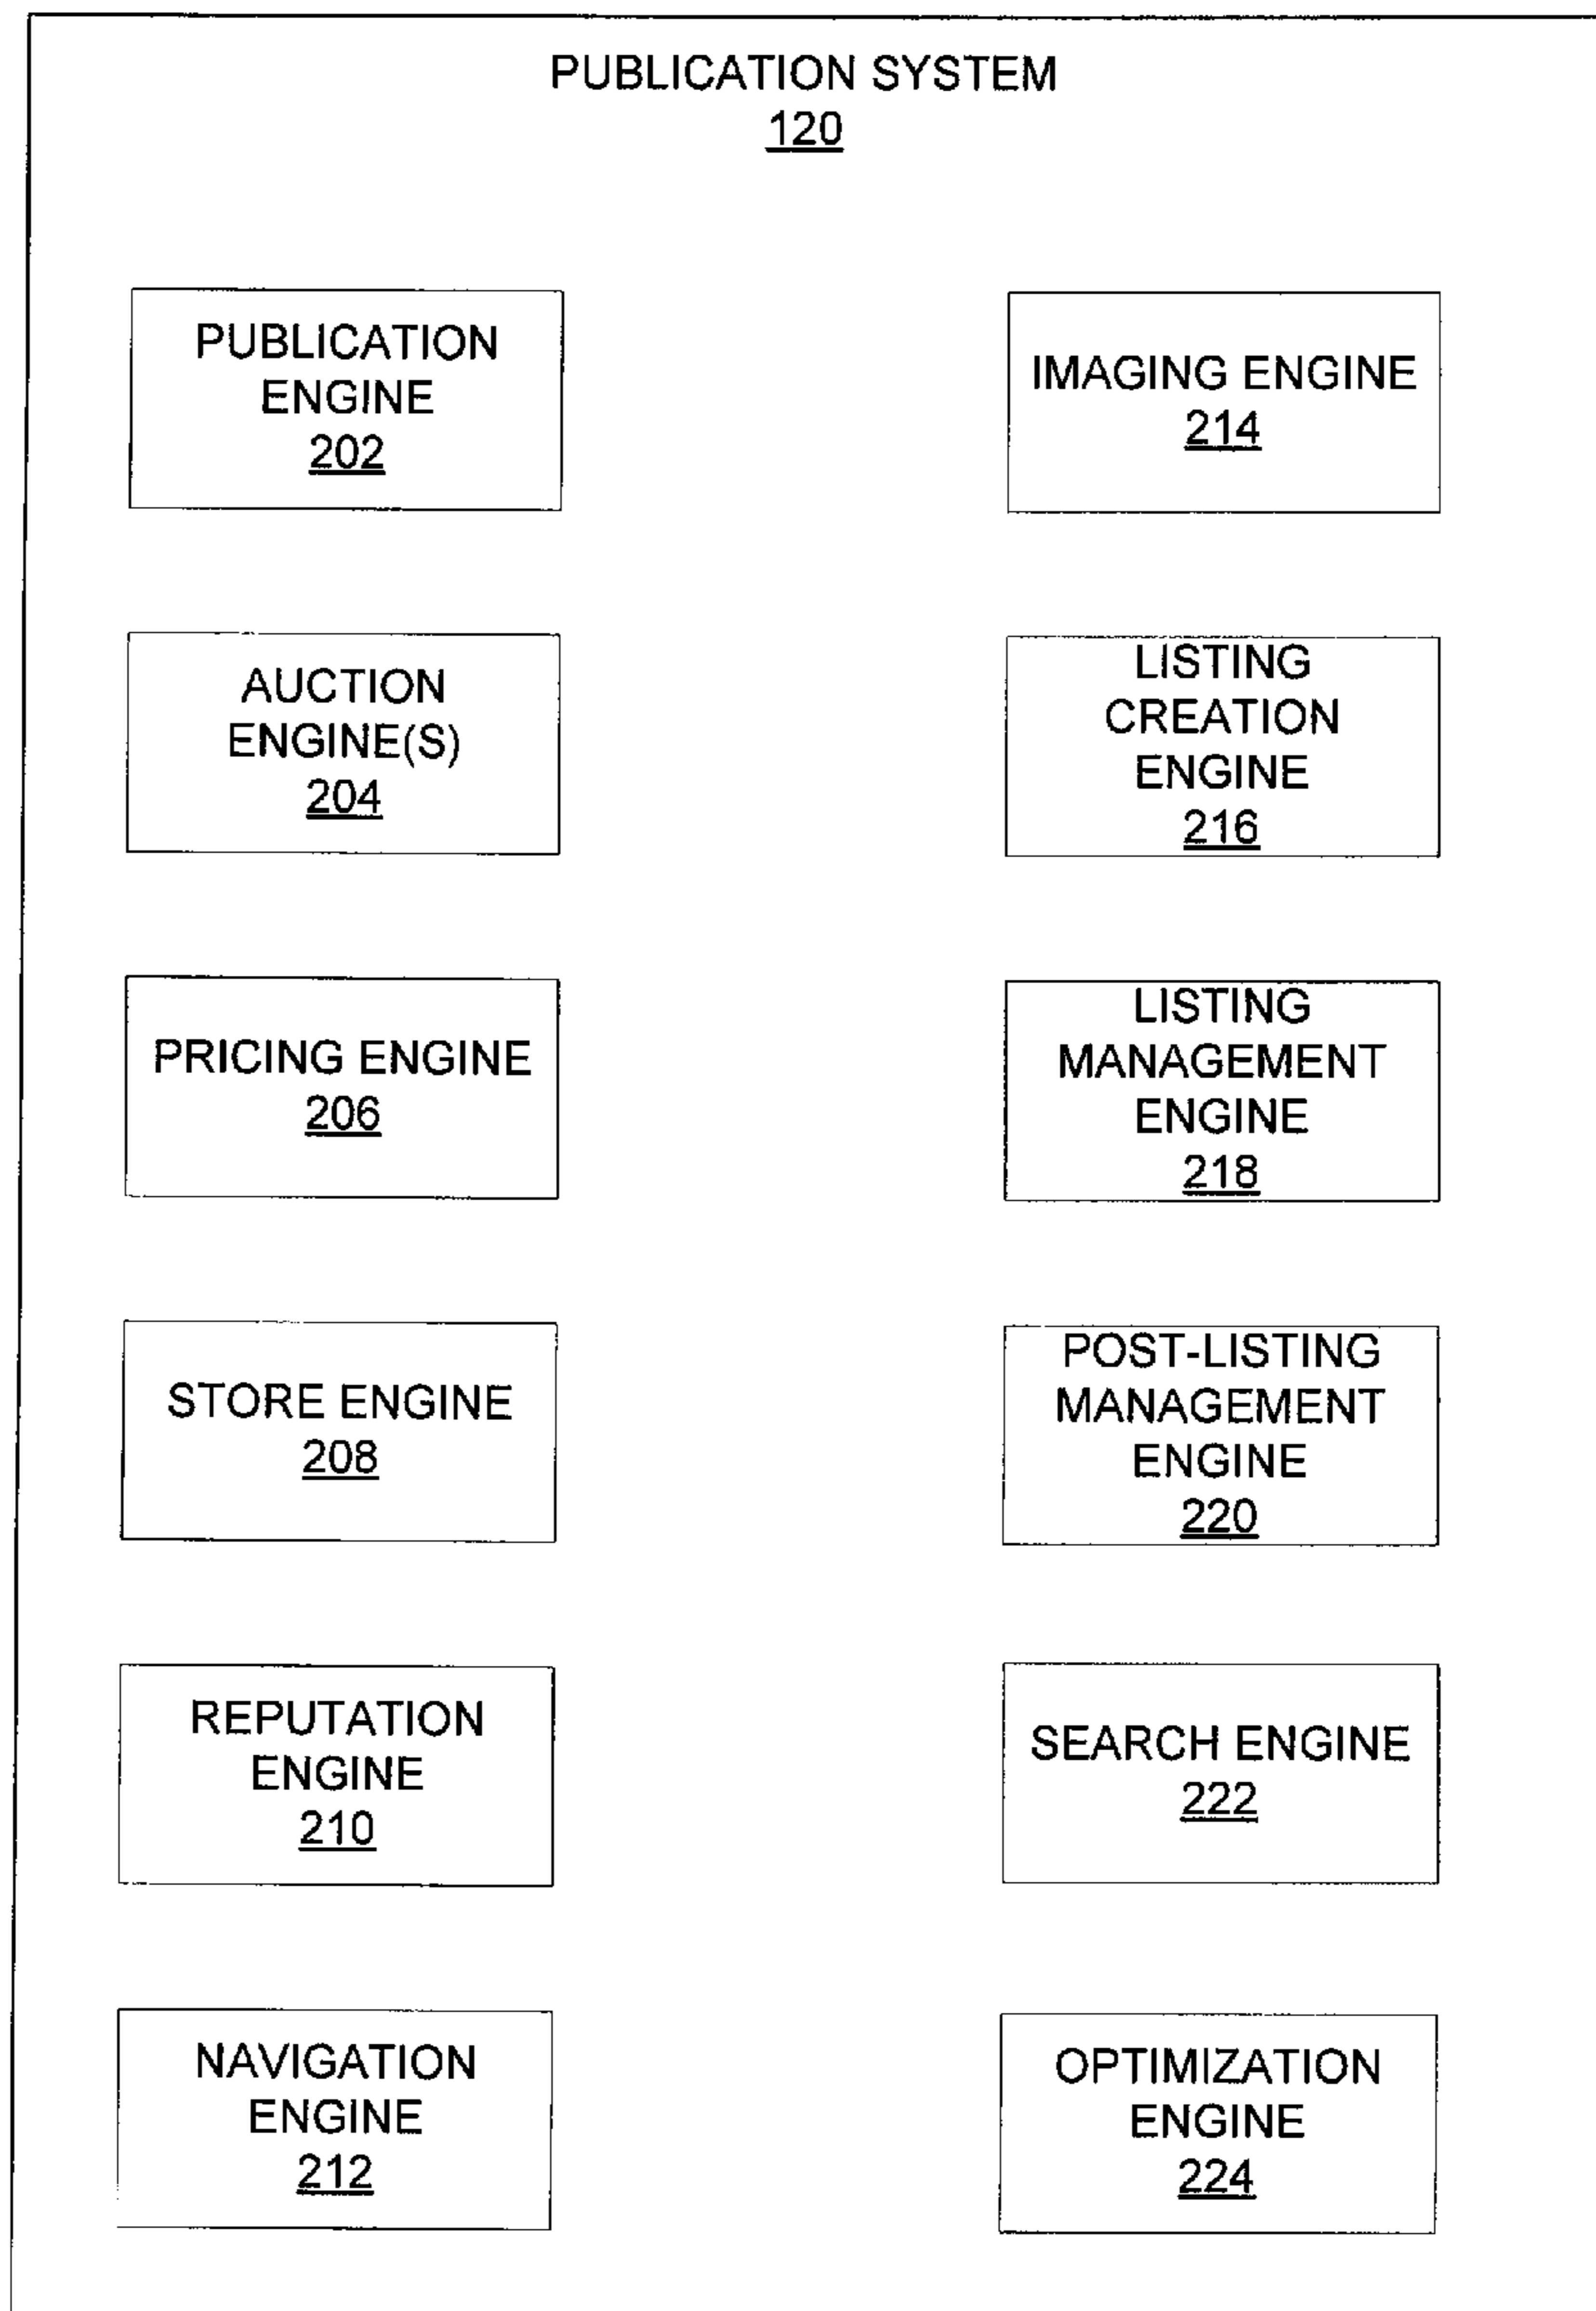 PUBLICATION SYSTEM
120
PUBLICATION
ENGINE
202
IMAGING ENGINE
214
AUCTION
ENGINE(S)
204
LISTING
CREATION
ENGINE
216
PRICING ENGINE
206
LISTING
MANAGEMENT
ENGINE
218
STORE ENGINE
208
POST-LISTING
MANAGEMENT
ENGINE
220
REPUTATION
ENGINE
210
SEARCH ENGINE
222
NAVIGATION
ENGINE
212
OPTIMIZATION
ENGINE
224